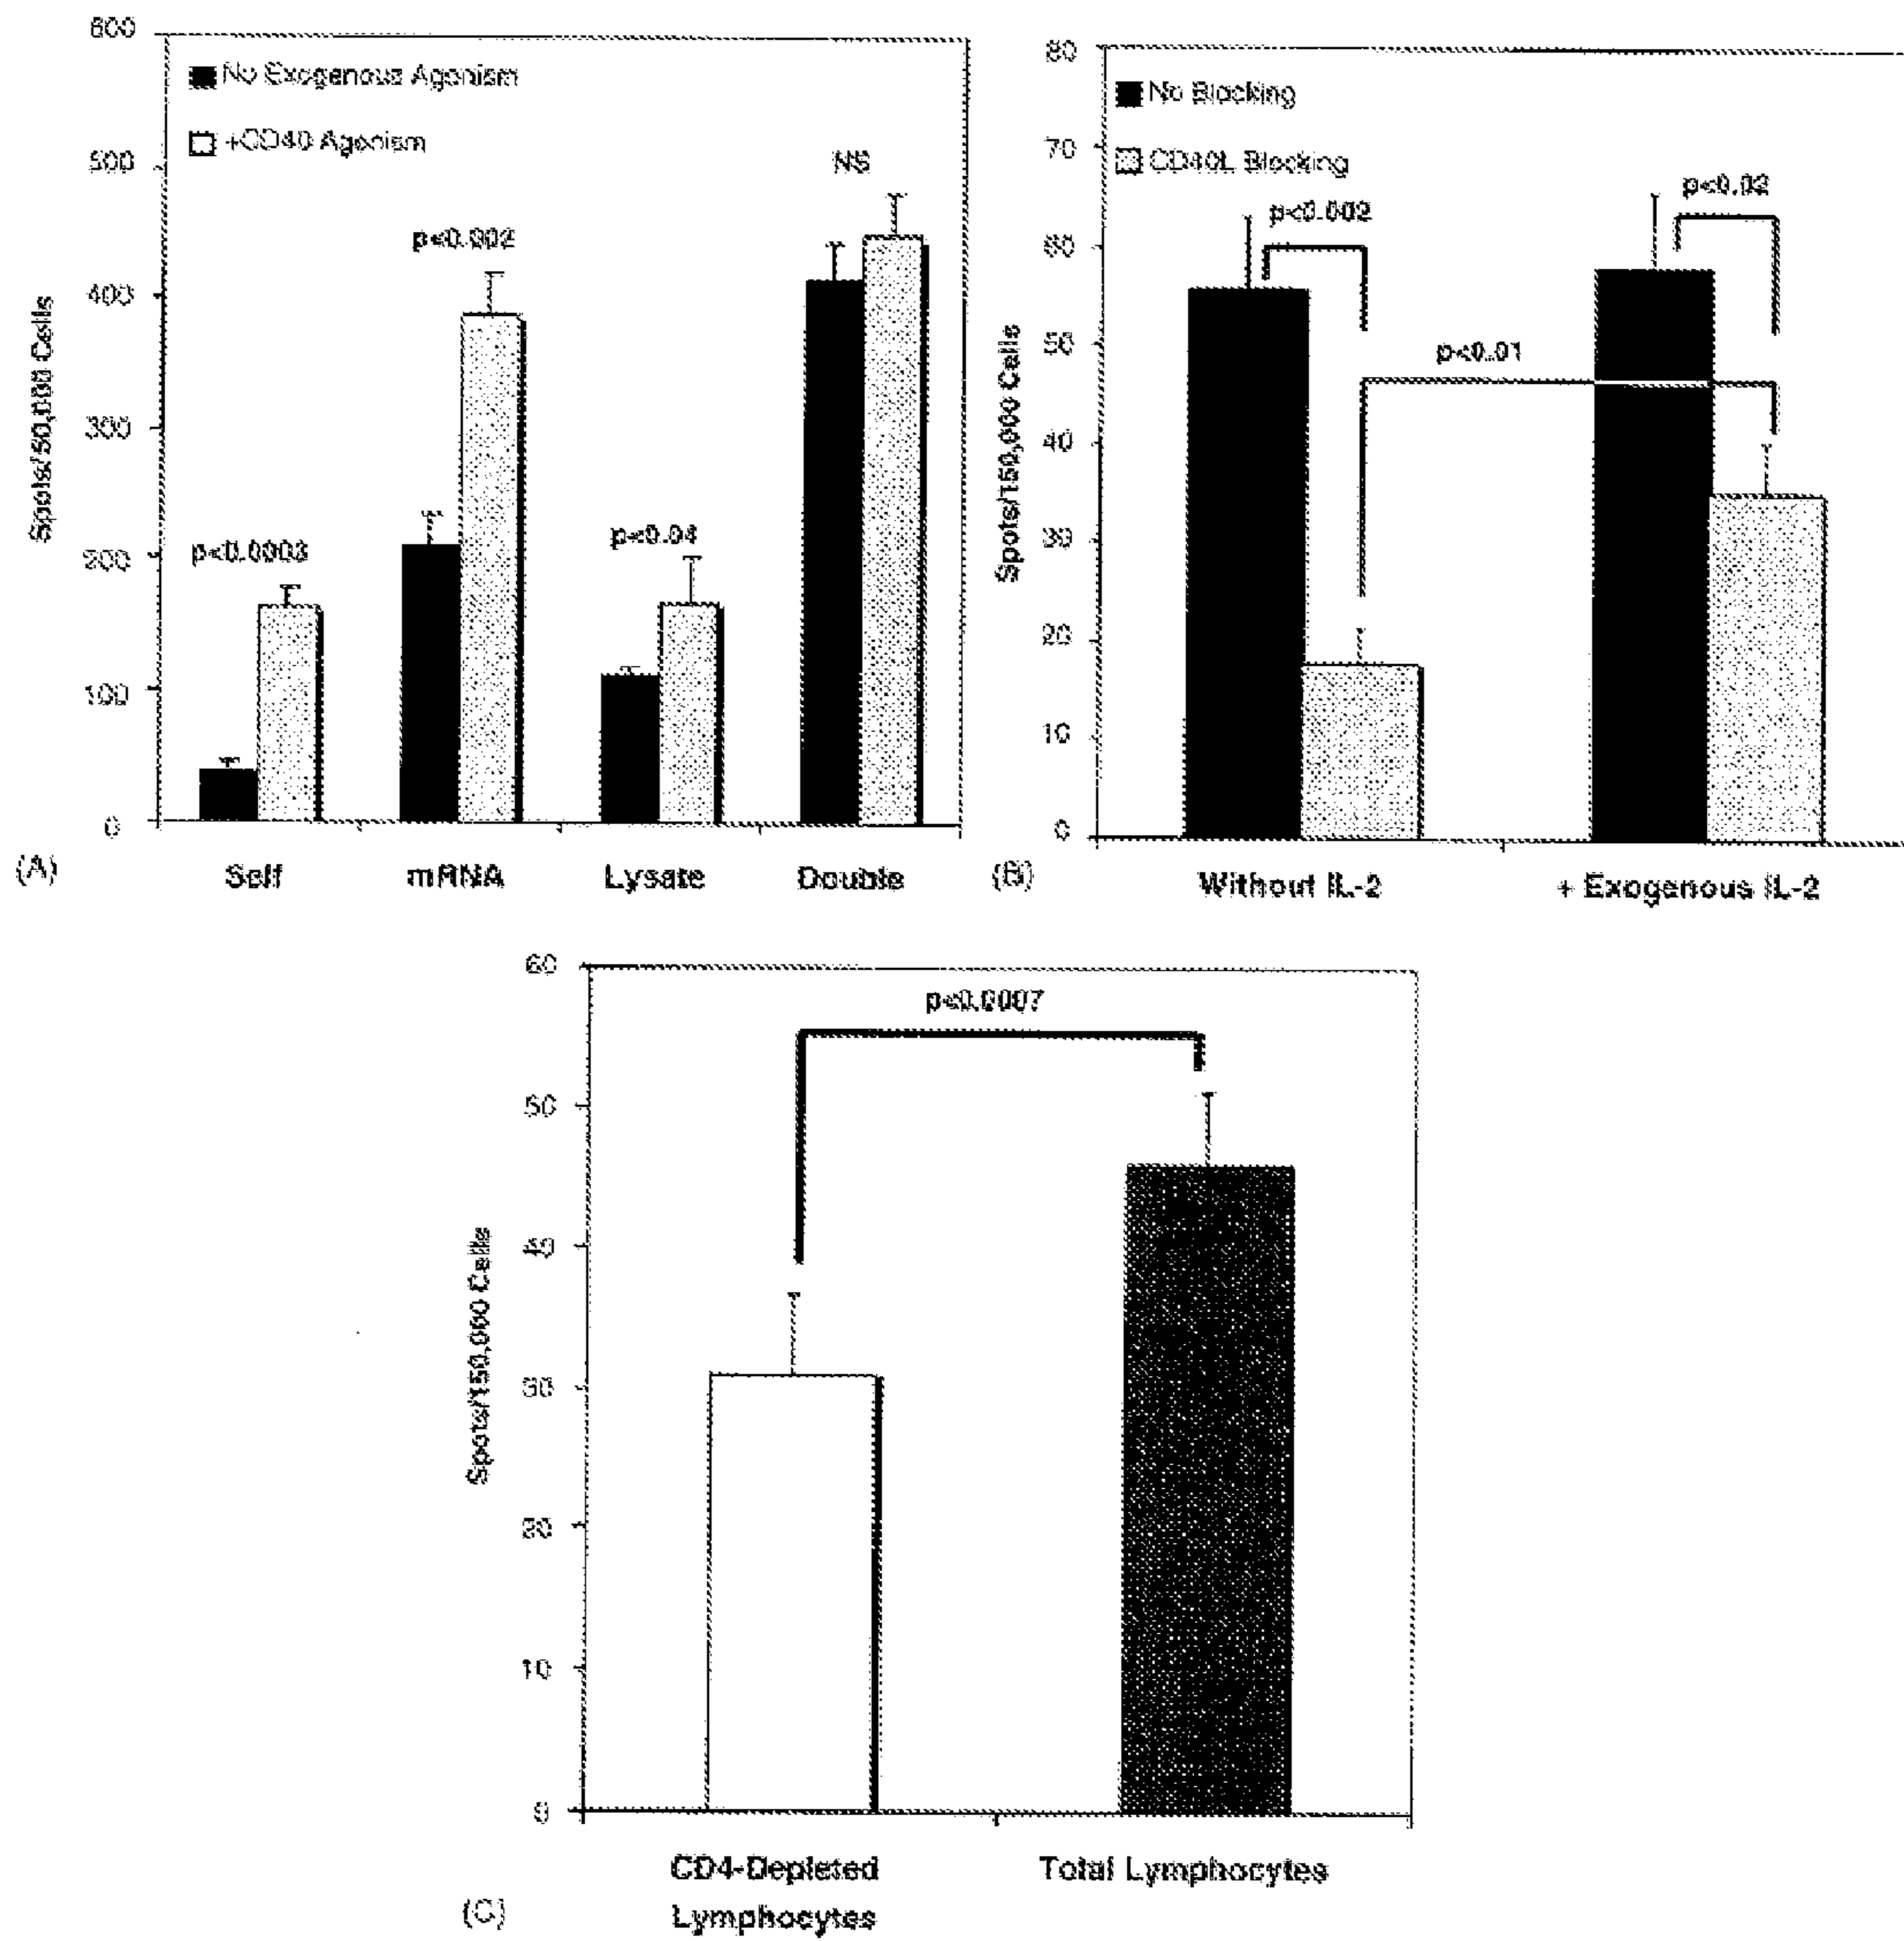 600
500
400
300
200
100
0
Spots/50,000 Cells
No Exogenous Agonism
+CD40 Agonism
p<0.0003
p<0.002
p<0.04
NS
Self
mRNA
Lysate
Double
(A)
80
70
60
50
40
30
20
10
0
Spots/150,000 Cells
No Blocking
CD40L Blocking
p<0.002
p<0.01
p<0.02
Without IL-2
+ Exogenous IL-2
(B)
60
50
40
30
20
10
0
Spots/150,000 Cells
p<0.0007
CD4-Depleted
Lymphocytes
Total Lymphocytes
(C)